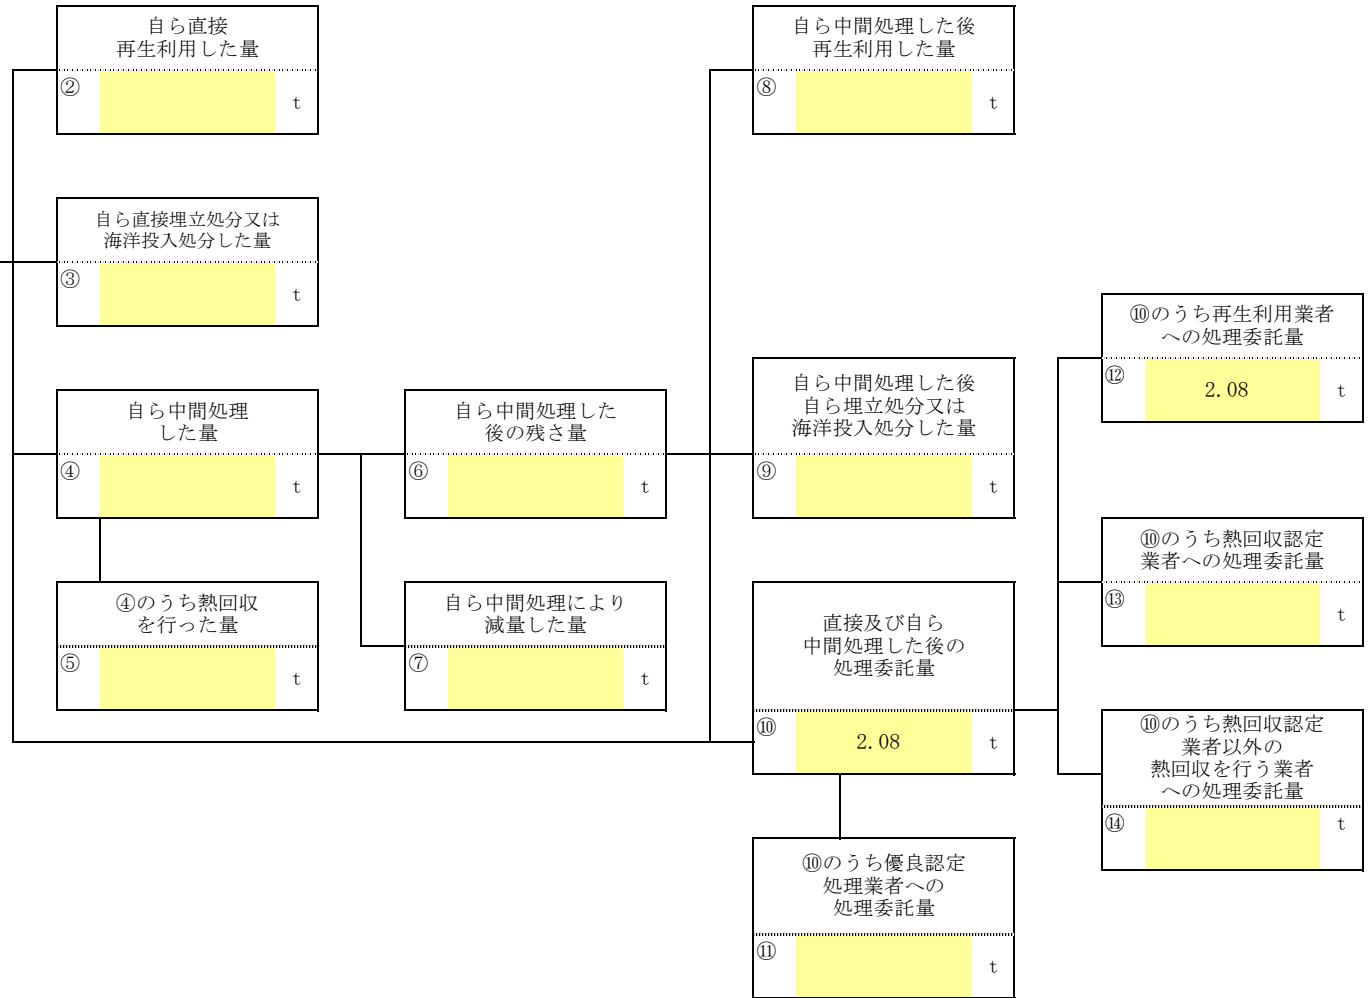 自ら直接
再生利用した量
②
t
自ら中間処理した後
再生利用した量
⑧
t
自ら直接埋立処分又は
海洋投入処分した量
③
t
⑩のうち再生利用業者
への処理委託量
⑫ 2.08 t
自ら中間処理
した量
④
t
自ら中間処理した
後の残さ量
⑥
t
自ら中間処理した後
自ら埋立処分又は
海洋投入処分した量
⑨
t
⑩のうち熱回収認定
業者への処理委託量
⑬
t
④のうち熱回収
を行った量
⑤
t
自ら中間処理により
減量した量
⑦
t
直接及び自ら
中間処理した後の
処理委託量
⑩ 2.08 t
⑩のうち熱回収認定
業者以外の
熱回収を行う業者
への処理委託量
⑭ t
⑩のうち優良認定
処理業者への
処理委託量
⑪
t